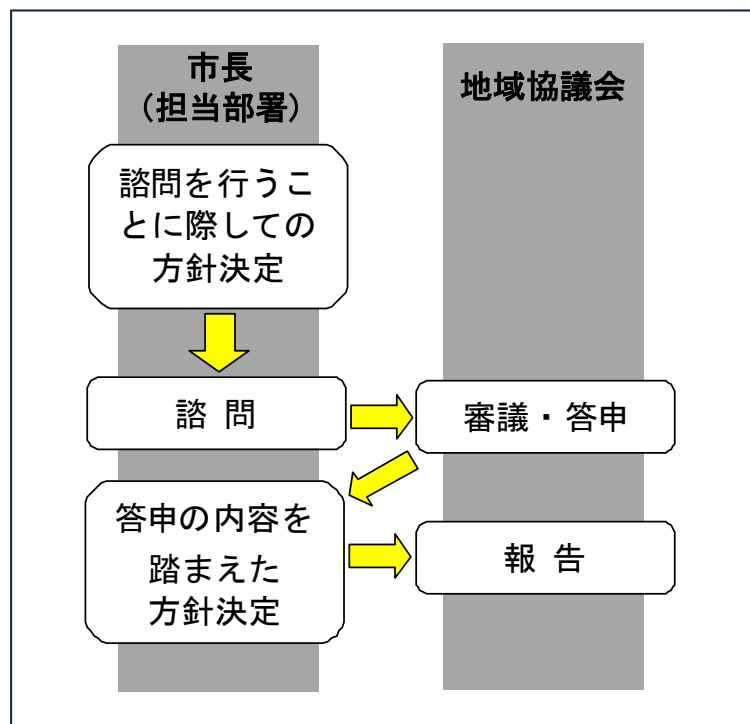 市長
（担当部署）
地域協議会
諮問を行うこ
とに際しての
方針決定
諮 問
審議・答申
答申の内容を
踏まえた
方針決定
報 告